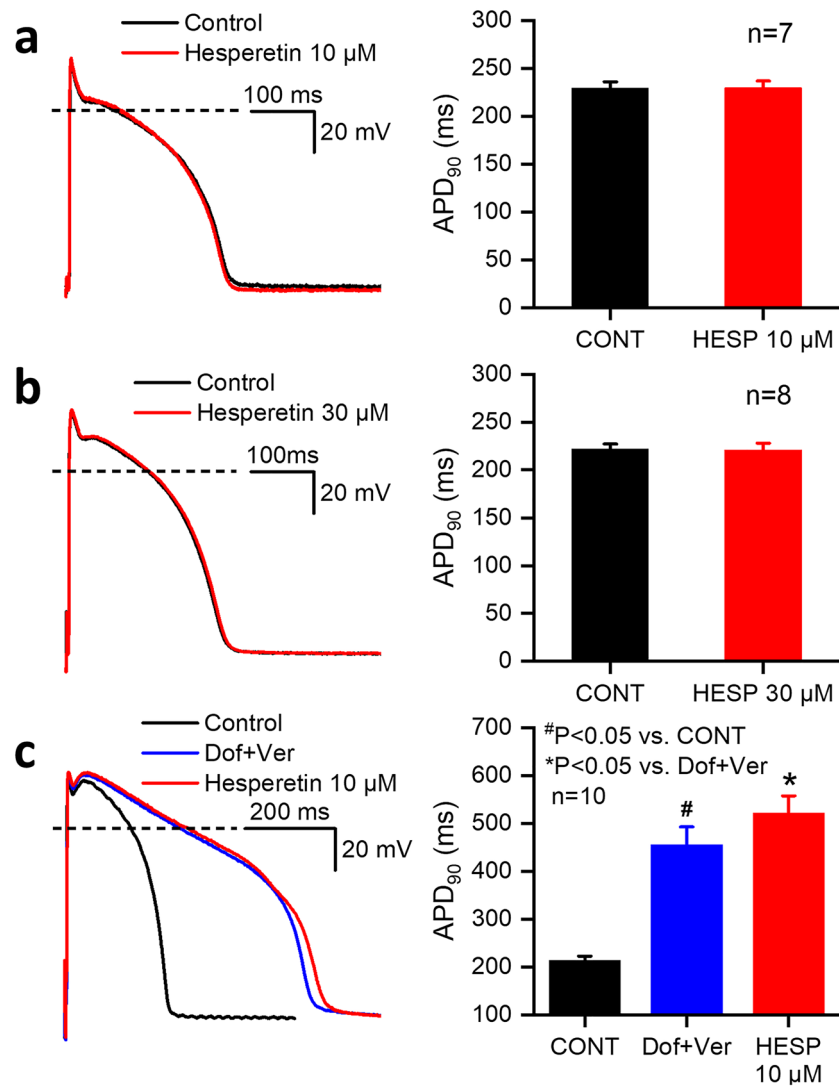 a
Control
Hesperetin 10 µM
100 ms
20 mV
APD90 (ms)
300
250
200
150
100
50
0
n=7
CONT
HESP 10 µM
b
Control
Hesperetin 30 µM
100ms
20 mV
APD90 (ms)
300
250
200
150
100
50
0
n=8
CONT
HESP 30 µM
c
Control
Dof+Ver
Hesperetin 10 µM
200 ms
20 mV
APD90 (ms)
700
600
500
400
300
200
100
#P<0.05 vs. CONT
*P<0.05 vs. Dof+Ver
n=10
#
*
CONT
Dof+Ver
HESP
10 µM